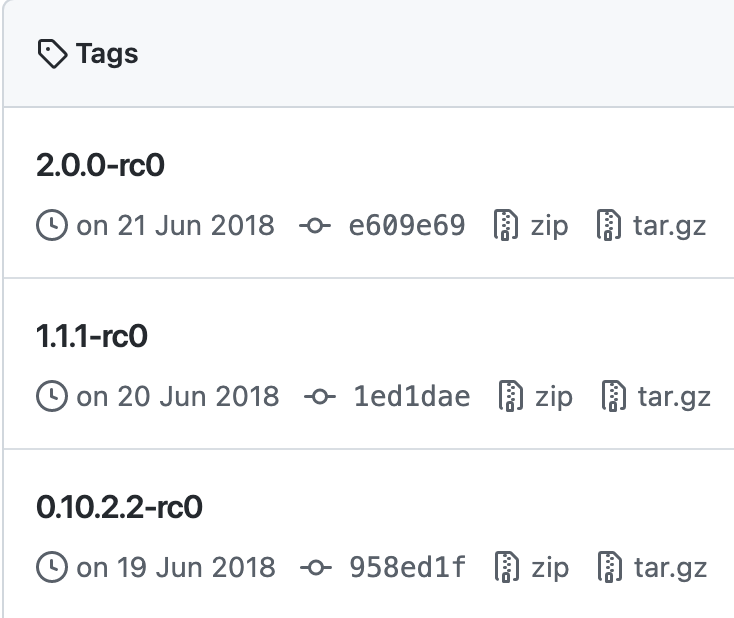 Tags
2.0.0-rc0
on 21 Jun 2018 e609e69 zip tar.gz
1.1.1-rc0
on 20 Jun 2018 1ed1dae zip tar.gz
0.10.2.2-rc0
on 19 Jun 2018 958ed1f zip tar.gz